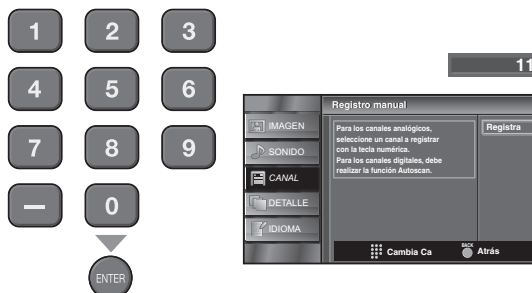 1 2 3
4 5 6
7 8 9
0
ENTER
11
Registro manual
IMAGEN
SONIDO
CANAL
DETALLE
IDIOMA
Para los canales analógicos,
seleccione un canal a registrar
con la tecla numérica.
Para los canales digitales, debe
realizar la función Autoscan.
Registra
Cambia Ca
BACK
Atrás